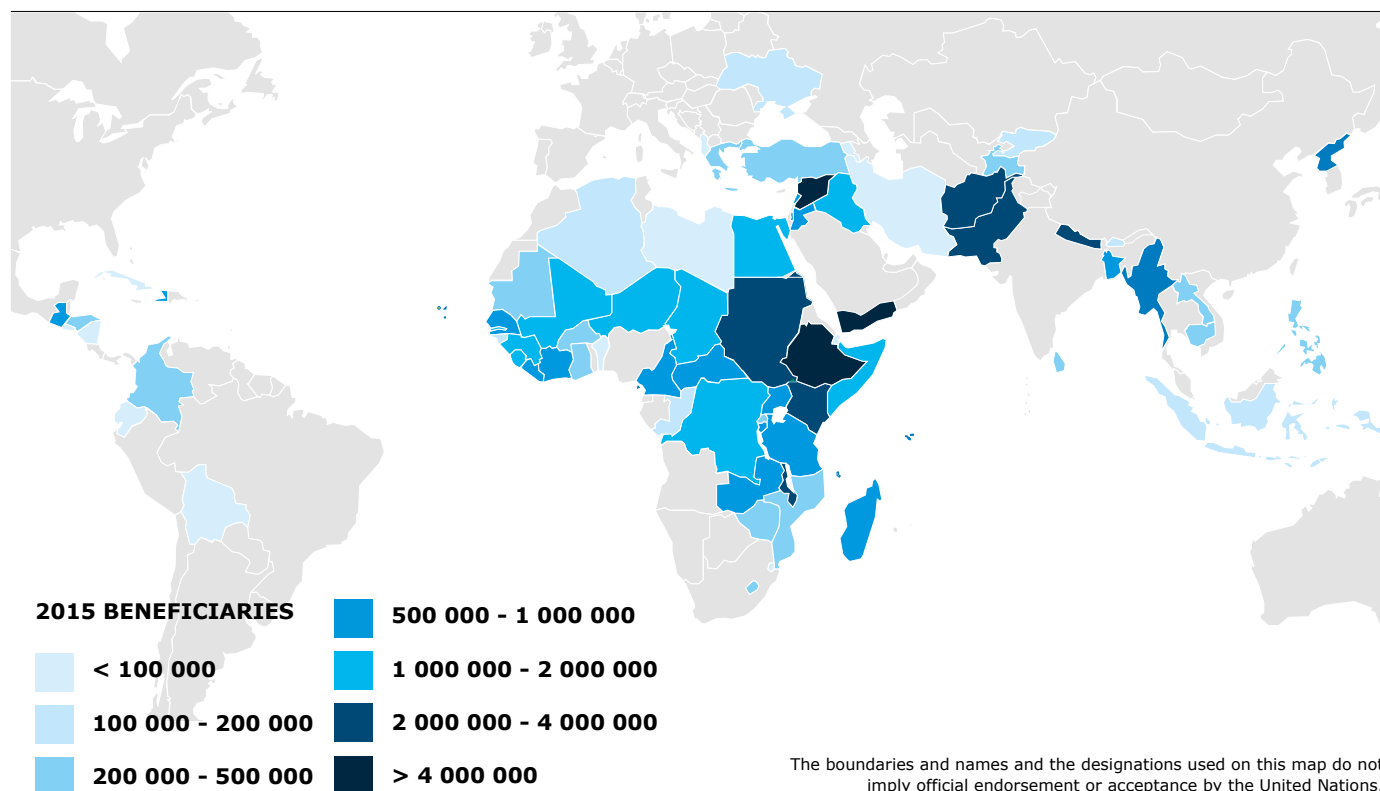 2015 BENEFICIARIES
< 100 000
100 000 - 200 000
200 000 - 500 000
500 000 - 1 000 000
1 000 000 - 2 000 000
2 000 000 - 4 000 000
> 4 000 000
The boundaries and names and the designations used on this map do not
imply official endorsement or acceptance by the United Nations.